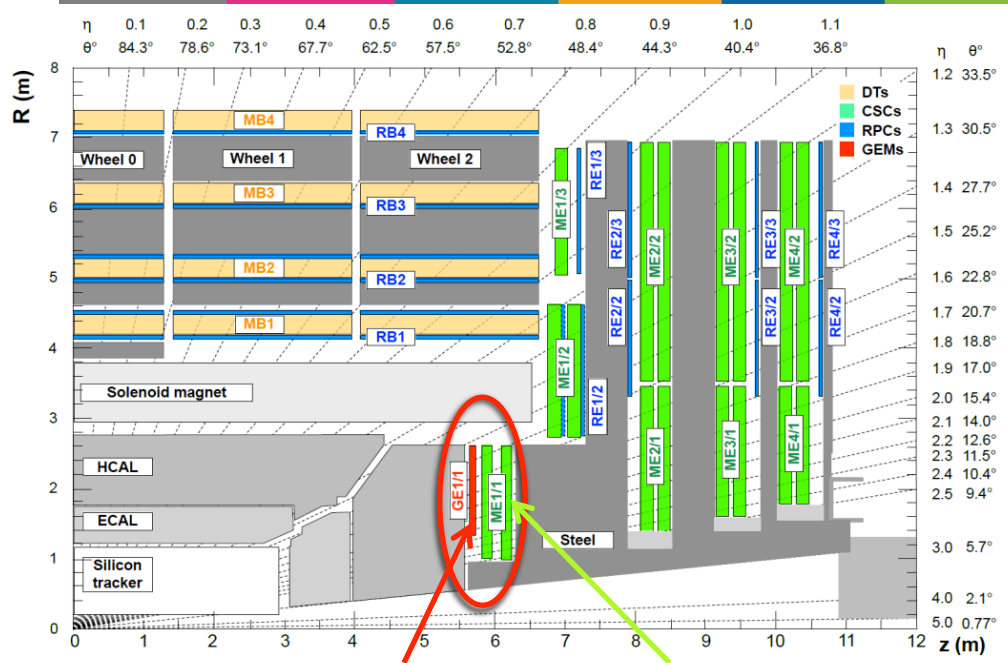 η 0.1 0.2 0.3 0.4 0.5 0.6 0.7 0.8 0.9 1.0 1.1
θ° 84.3° 78.6° 73.1° 67.7° 62.5° 57.5° 52.8° 48.4° 44.3° 40.4° 36.8° η θ°
R (m)
8
7
6
5
4
3
2
1
0
1.2 33.5°
1.3 30.5°
1.4 27.7°
1.5 25.2°
1.6 22.8°
1.7 20.7°
1.8 18.8°
1.9 17.0°
2.0 15.4°
2.1 14.0°
2.2 12.6°
2.3 11.5°
2.4 10.4°
2.5 9.4°
3.0 5.7°
4.0 2.1°
5.0 0.77°
DTs
CSCs
RPCs
GEMs
MB4
RB4
Wheel 0 Wheel 1 Wheel 2
MB3
RB3
MB2
RB2
MB1
RB1
Solenoid magnet
HCAL
ECAL
Silicon
tracker
Steel
GE1/1
ME1/1
ME1/2
ME1/3
RE1/2
RE1/3
RE2/2
RE2/3
ME2/1
ME2/2
ME3/1
ME3/2
RE3/2
RE3/3
ME4/1
ME4/2
RE4/2
RE4/3
0 1 2 3 4 5 6 7 8 9 10 11 12
z (m)